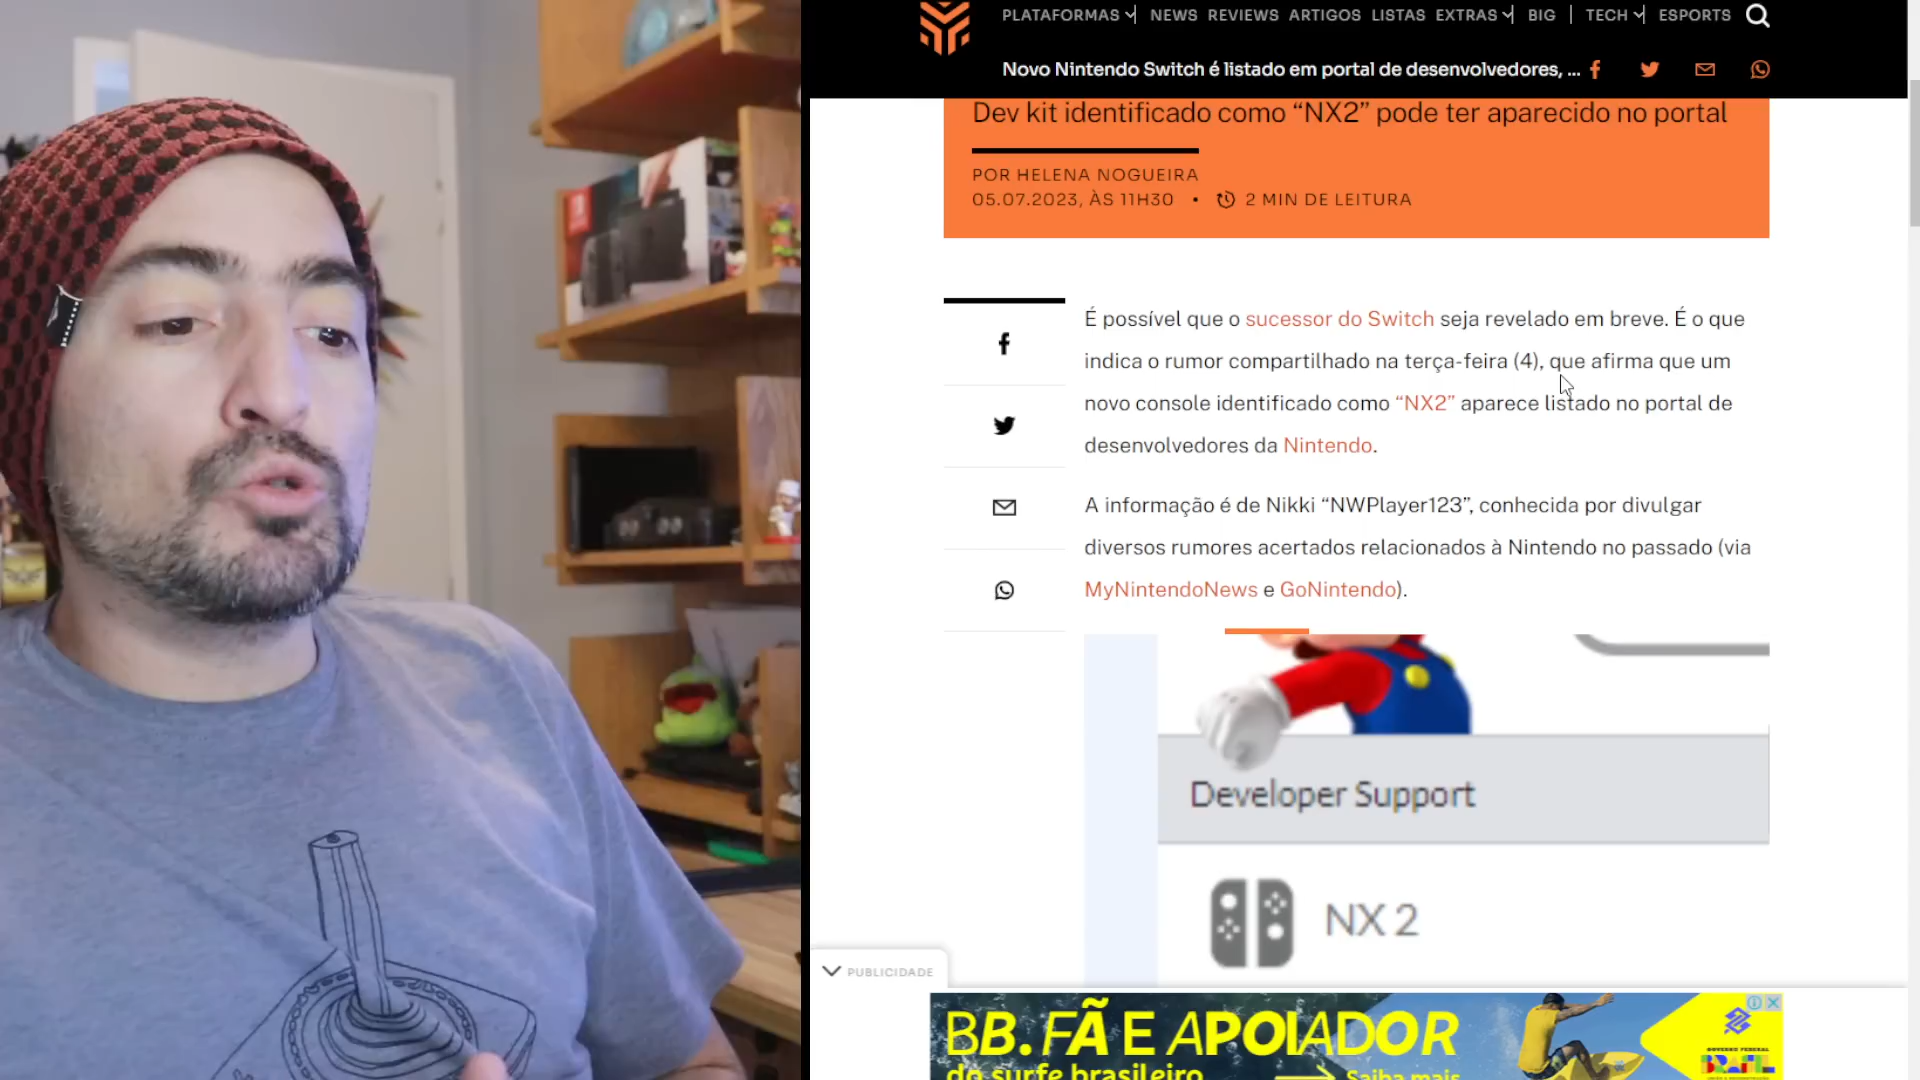 PLATAFORMAS NEWS REVIEWS ARTIGOS LISTAS EXTRAS BIG TECH ESPORTS
Novo Nintendo Switch é listado em portal de desenvolvedores, ...
Dev kit identificado como “NX2” pode ter aparecido no portal
POR HELENA NOGUEIRA
05.07.2023, ÀS 11H30 • 2 MIN DE LEITURA
É possível que o sucessor do Switch seja revelado em breve. É o que
indica o rumor compartilhado na terça-feira (4), que afirma que um
novo console identificado como “NX2” aparece listado no portal de
desenvolvedores da Nintendo.
A informação é de Nikki “NWPlayer123”, conhecida por divulgar
diversos rumores acertados relacionados à Nintendo no passado (via
MyNintendoNews e GoNintendo).
Developer Support
NX 2
PUBLICIDADE
BB. FÃ E APOIADOR
do surfe brasileiro
Saiba mais
GOVERNO FEDERAL
BRASIL